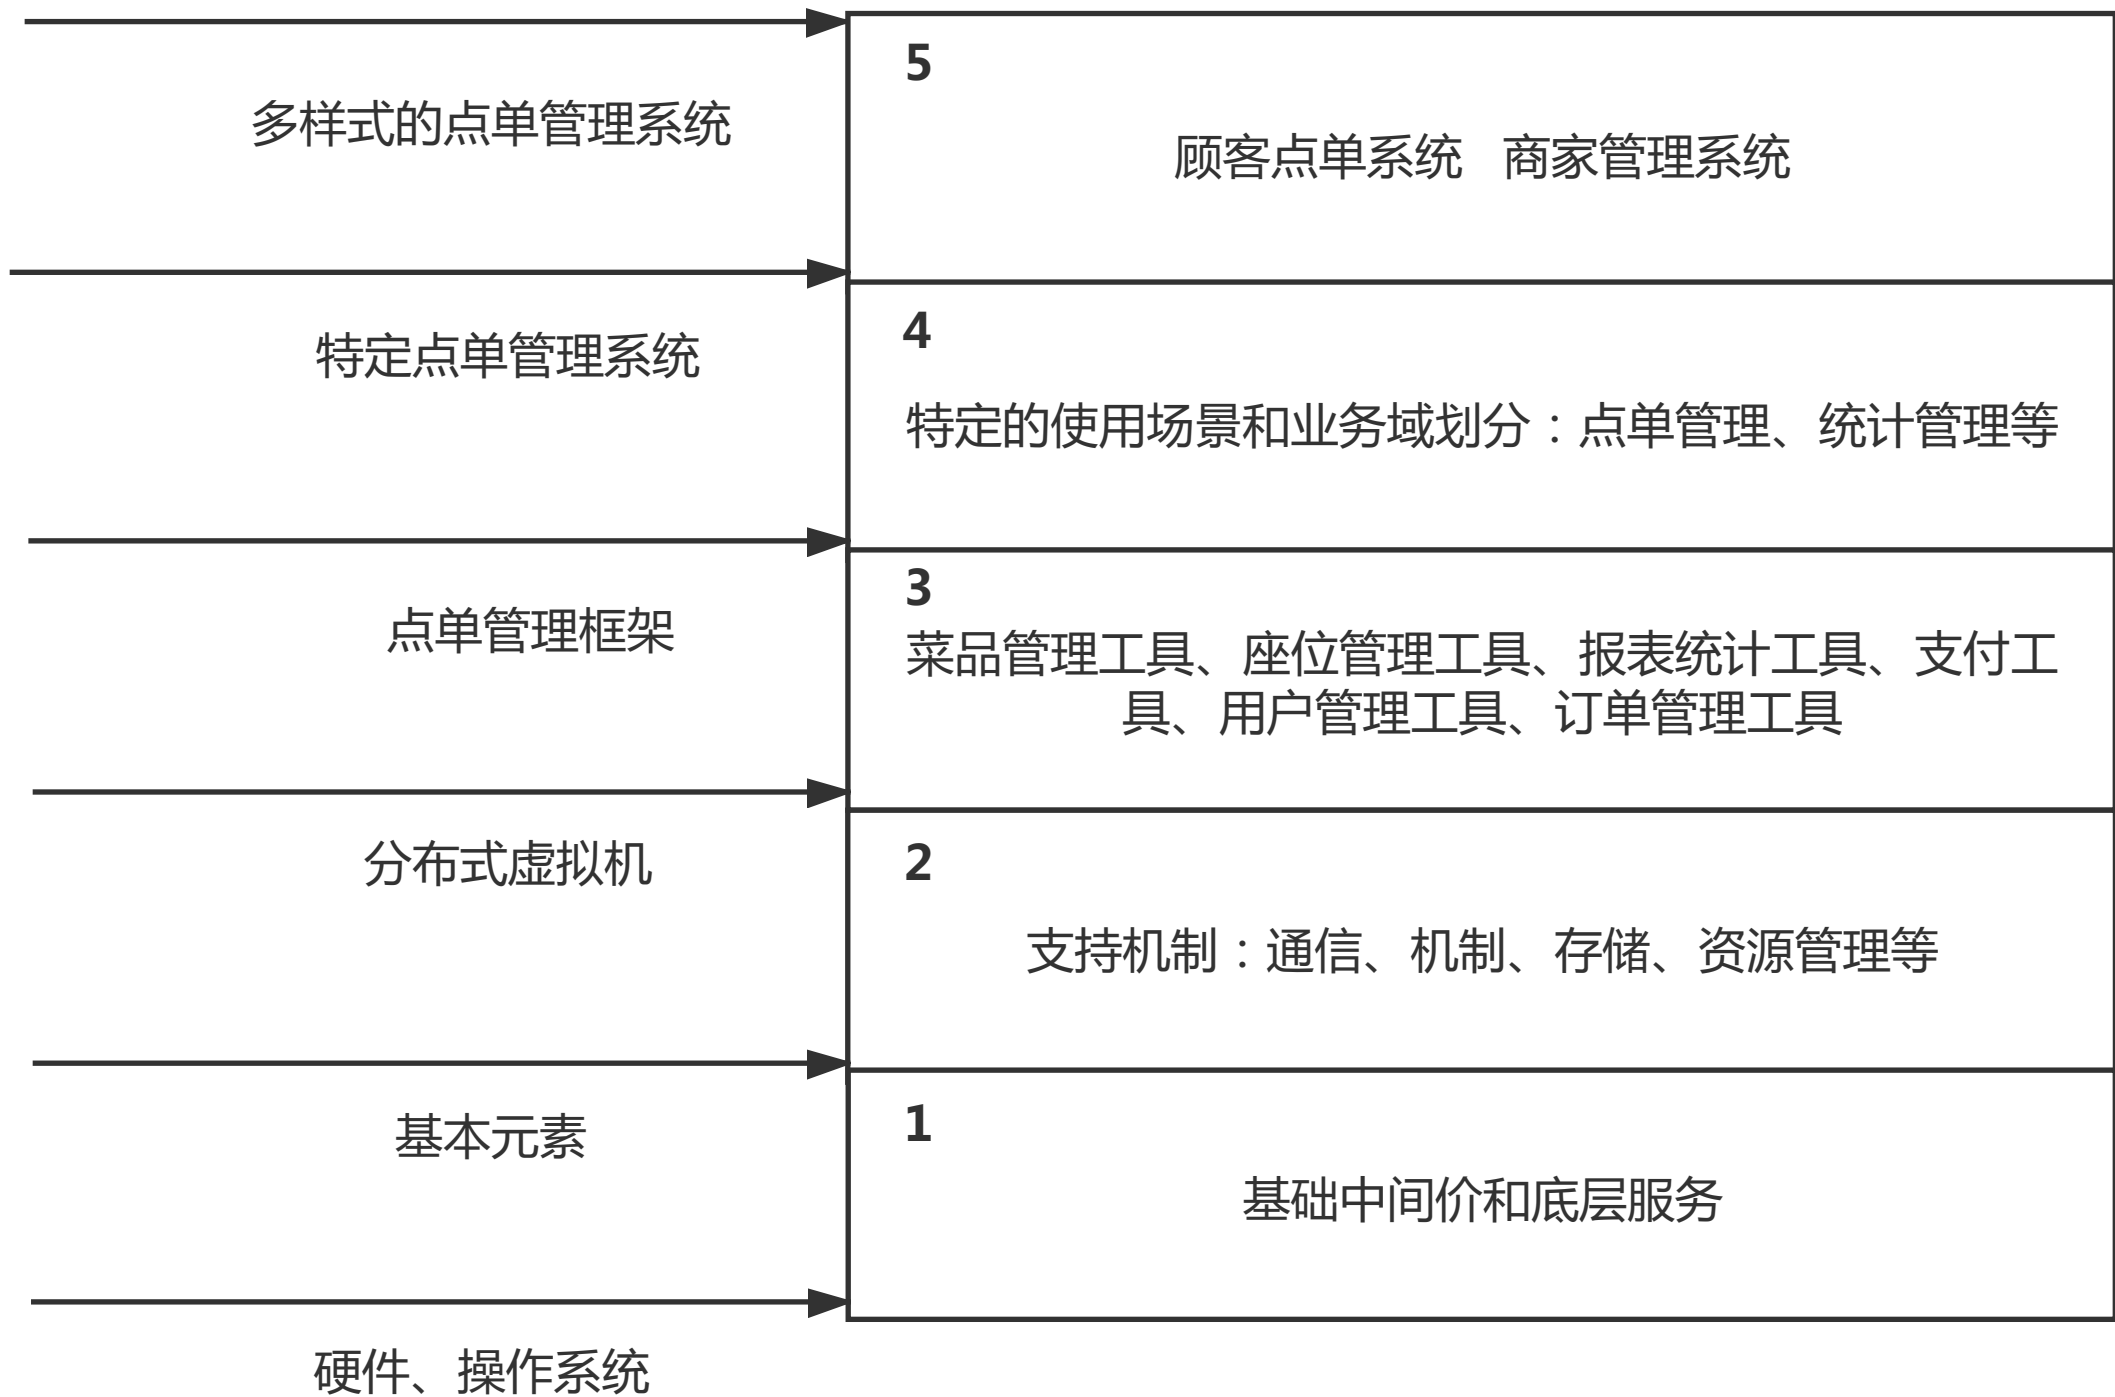 5
多样式的点单管理系统
顾客点单系统 商家管理系统
4
特定点单管理系统
特定的使用场景和业务域划分：点单管理、统计管理等
3
点单管理框架
菜品管理工具、座位管理工具、报表统计工具、支付工
具、用户管理工具、订单管理工具
2
分布式虚拟机
支持机制：通信、机制、存储、资源管理等
1
基本元素
基础中间价和底层服务
硬件、操作系统